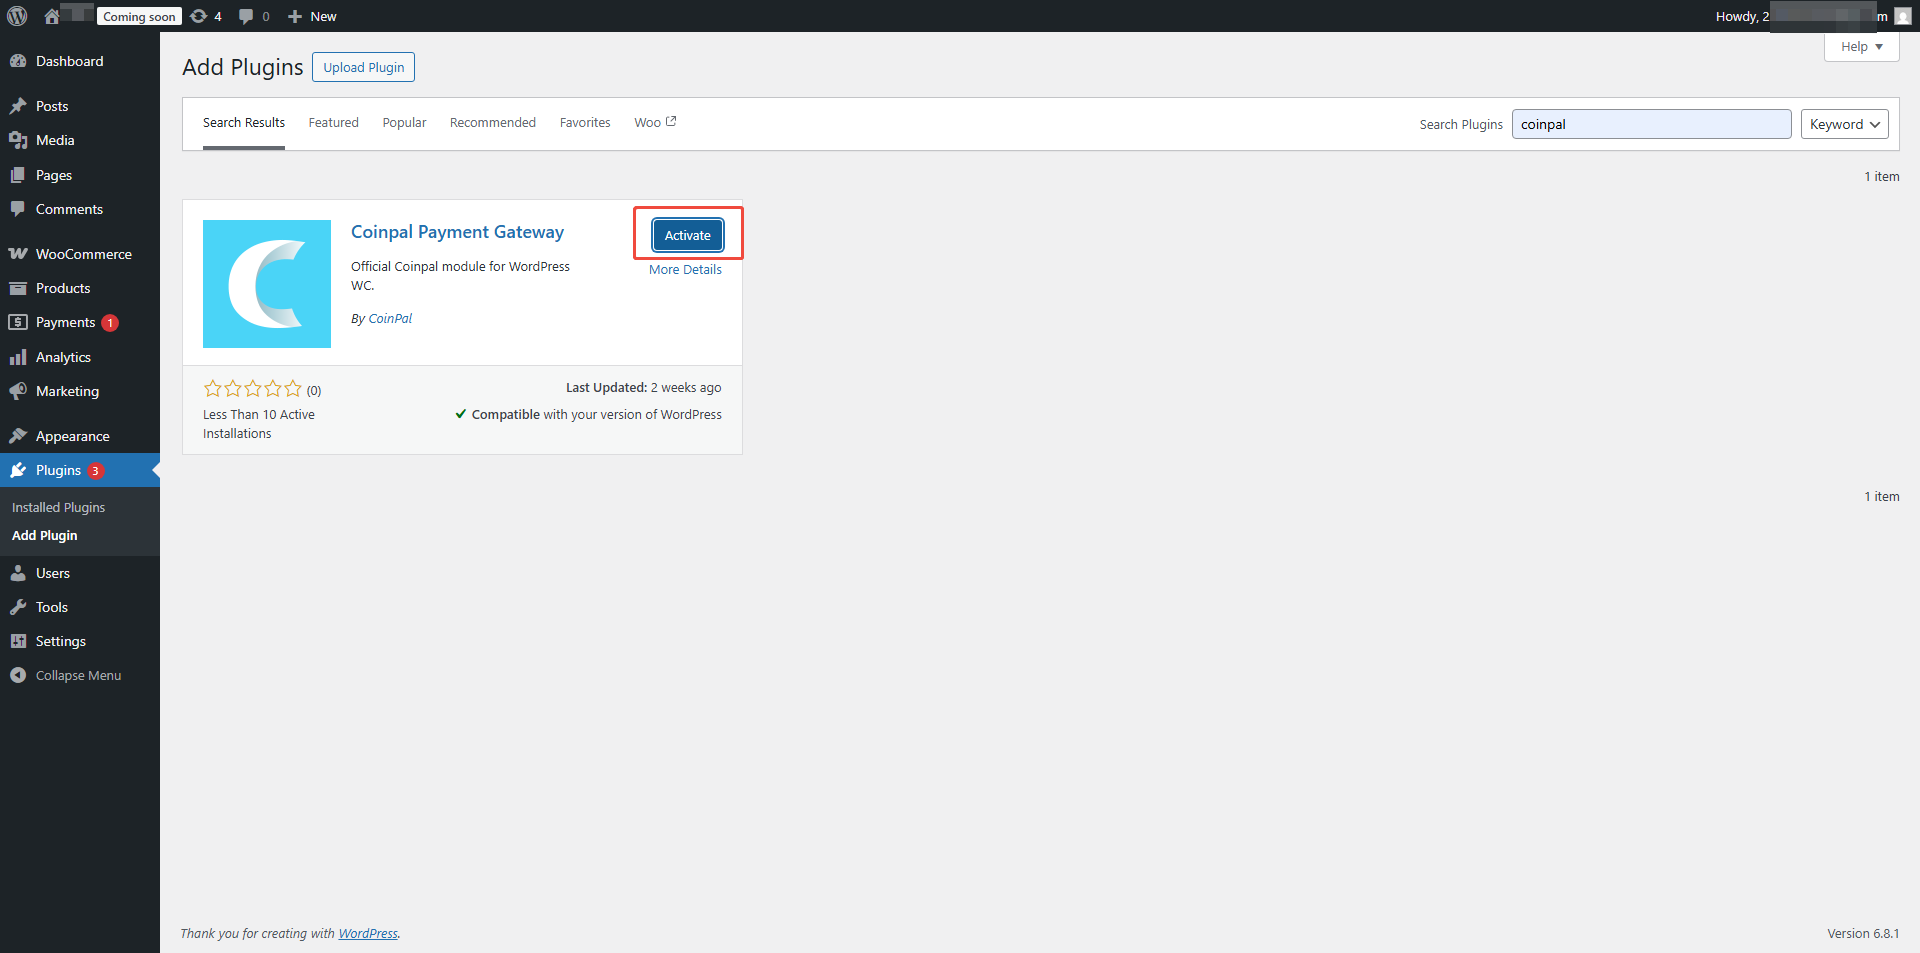 Coming soon 4 0 New
Howdy, 2 m
Help
Dashboard
Posts
Media
Pages
Comments
WooCommerce
Products
Payments 1
Analytics
Marketing
Appearance
Plugins 3
Installed Plugins
Add Plugin
Users
Tools
Settings
Collapse Menu
Add Plugins Upload Plugin
Search Results Featured Popular Recommended Favorites Woo
Search Plugins coinpal Keyword
1 item
Coinpal Payment Gateway
Activate
More Details
Official Coinpal module for WordPress
WC.
By CoinPal
(0)
Less Than 10 Active
Installations
Last Updated: 2 weeks ago
Compatible with your version of WordPress
1 item
Thank you for creating with WordPress.
Version 6.8.1